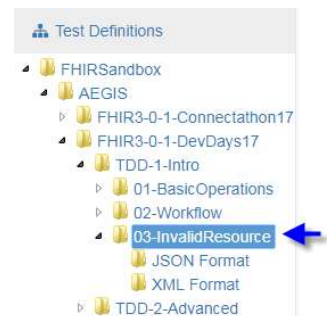 Test Definitions
FHIRSandbox
AEGIS
FHIR3-0-1-Connectathon17
FHIR3-0-1-DevDays17
TDD-1-Intro
01-BasicOperations
02-Workflow
03-InvalidResource
JSON Format
XML Format
TDD-2-Advanced